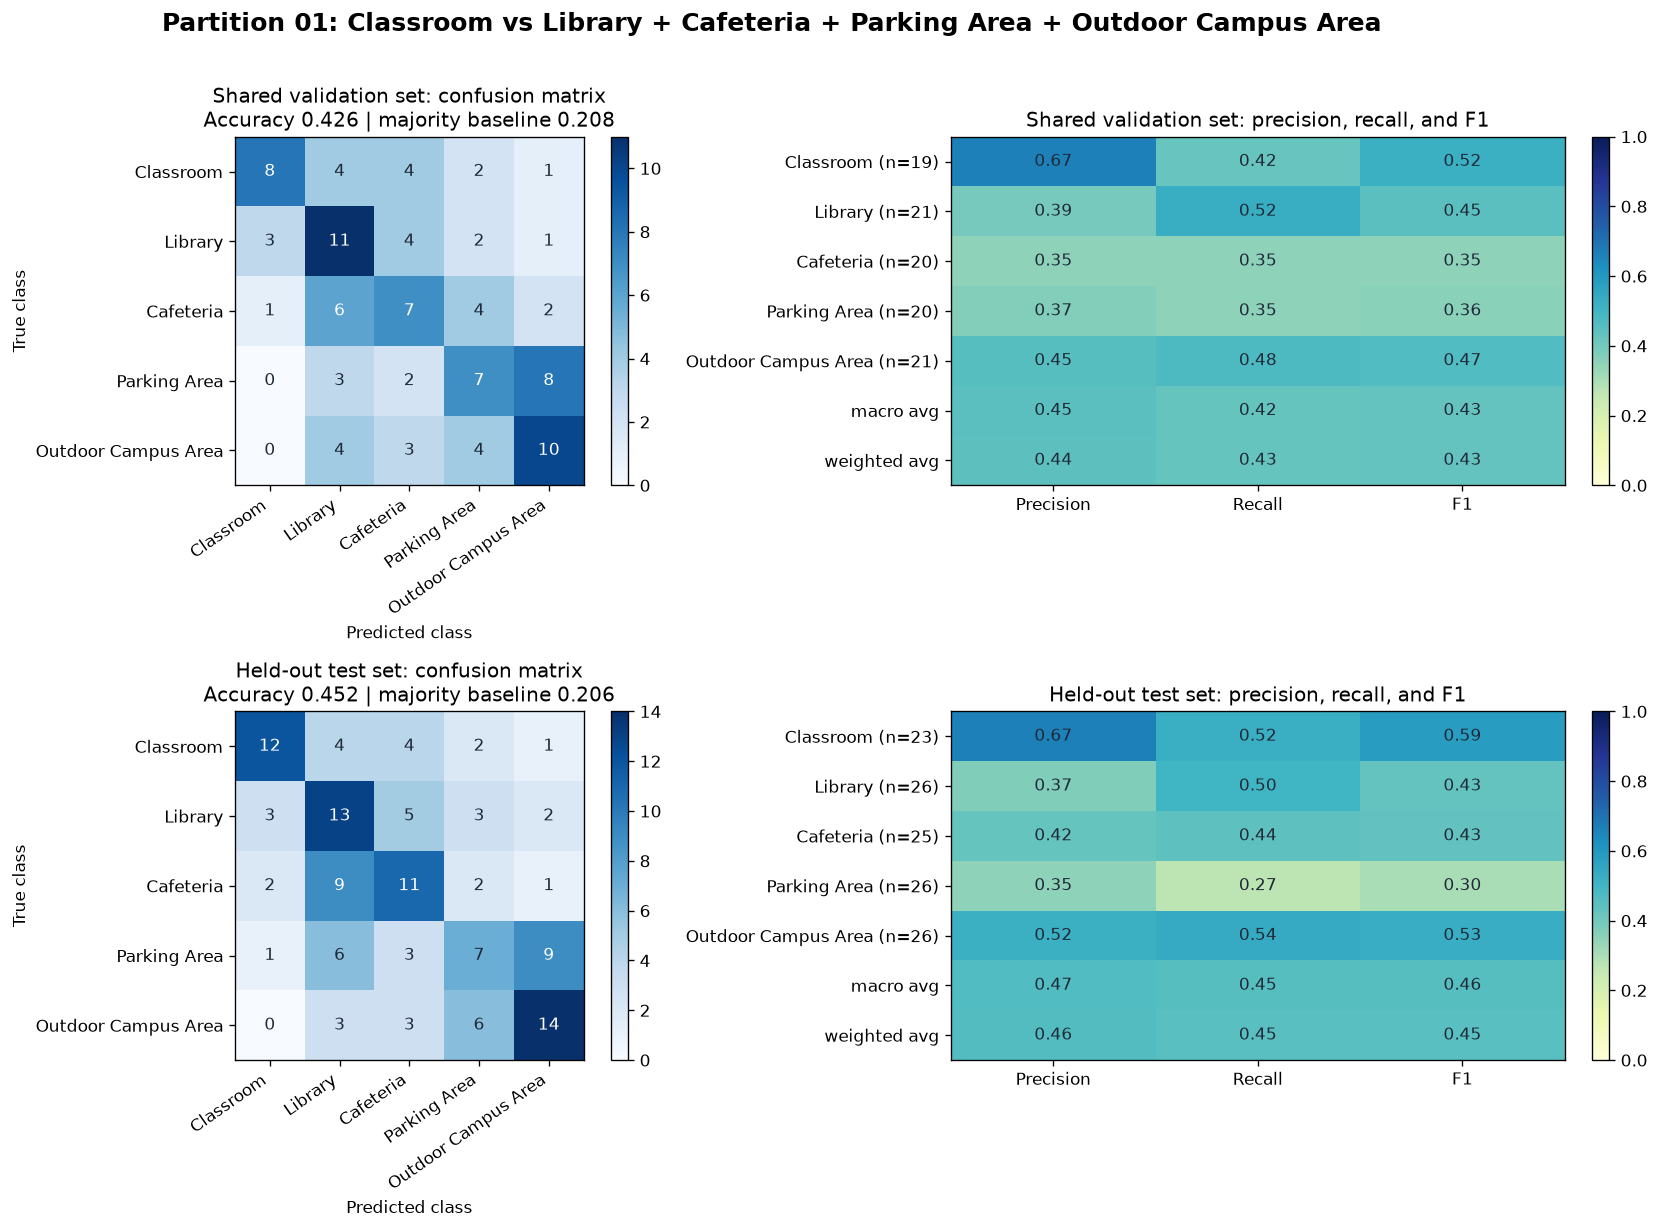 Partition 01: Classroom vs Library + Cafeteria + Parking Area + Outdoor Campus Area
Shared validation set: confusion matrix
Accuracy 0.426 | majority baseline 0.208
True class
Classroom 8 4 4 2 1
Library 3 11 4 2 1
Cafeteria 1 6 7 4 2
Parking Area 0 3 2 7 8
Outdoor Campus Area 0 4 3 4 10
Classroom Library Cafeteria Parking Area Outdoor Campus Area
Predicted class
10
8
6
4
2
0
Shared validation set: precision, recall, and F1
Classroom (n=19) 0.67 0.42 0.52
Library (n=21) 0.39 0.52 0.45
Cafeteria (n=20) 0.35 0.35 0.35
Parking Area (n=20) 0.37 0.35 0.36
Outdoor Campus Area (n=21) 0.45 0.48 0.47
macro avg 0.45 0.42 0.43
weighted avg 0.44 0.43 0.43
Precision Recall F1
1.0
0.8
0.6
0.4
0.2
0.0
Held-out test set: confusion matrix
Accuracy 0.452 | majority baseline 0.206
True class
Classroom 12 4 4 2 1
Library 3 13 5 3 2
Cafeteria 2 9 11 2 1
Parking Area 1 6 3 7 9
Outdoor Campus Area 0 3 3 6 14
Classroom Library Cafeteria Parking Area Outdoor Campus Area
Predicted class
14
12
10
8
6
4
2
0
Held-out test set: precision, recall, and F1
Classroom (n=23) 0.67 0.52 0.59
Library (n=26) 0.37 0.50 0.43
Cafeteria (n=25) 0.42 0.44 0.43
Parking Area (n=26) 0.35 0.27 0.30
Outdoor Campus Area (n=26) 0.52 0.54 0.53
macro avg 0.47 0.45 0.46
weighted avg 0.46 0.45 0.45
Precision Recall F1
1.0
0.8
0.6
0.4
0.2
0.0